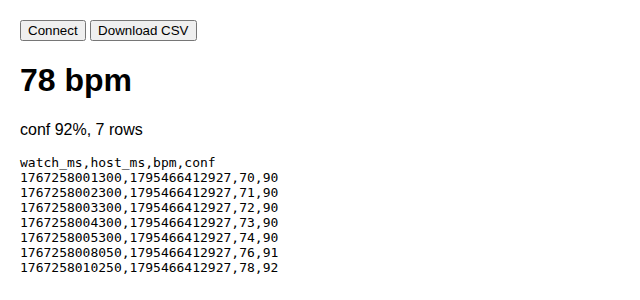 Connect Download CSV
78 bpm
conf 92%, 7 rows
watch_ms,host_ms,bpm,conf
1767258001300,1795466412927,70,90
1767258002300,1795466412927,71,90
1767258003300,1795466412927,72,90
1767258004300,1795466412927,73,90
1767258005300,1795466412927,74,90
1767258008050,1795466412927,76,91
1767258010250,1795466412927,78,92